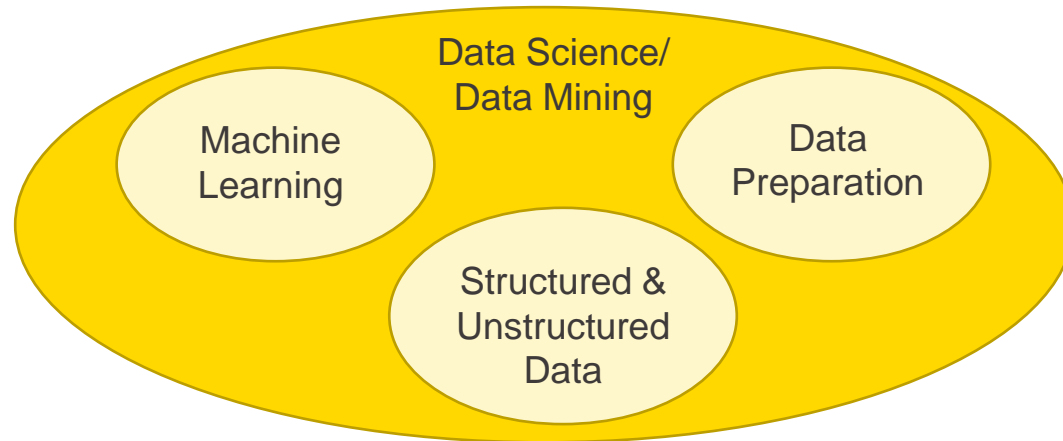 Data Science/
Data Mining
Machine
Learning
Data
Preparation
Structured &
Unstructured
Data